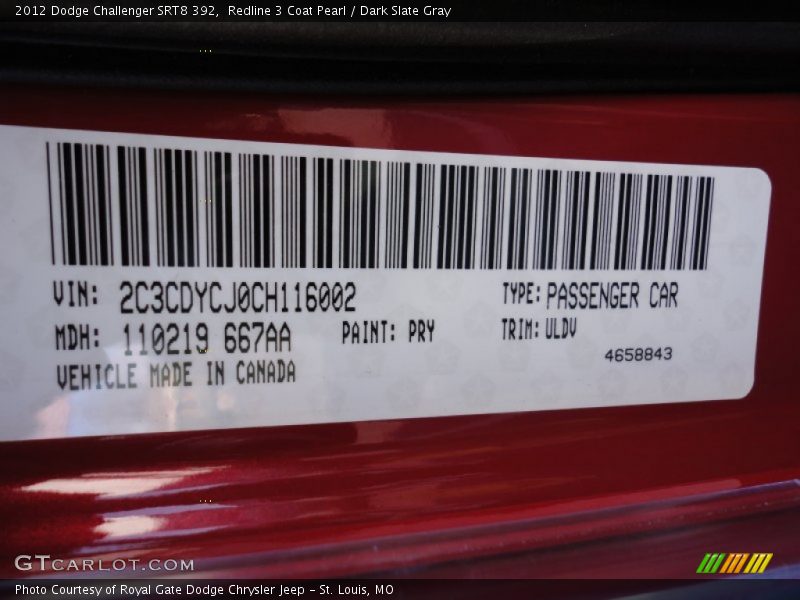 2012 Dodge Challenger SRT8 392,  Redline 3 Coat Pearl / Dark Slate Gray
VIN: 2C3CDYCJ0CH116002 TYPE: PASSENGER CAR
MDH: 110219 667AA PAINT: PRY TRIM: ULDV
4658843
VEHICLE MADE IN CANADA
GTCARLOT.COM
Photo Courtesy of Royal Gate Dodge Chrysler Jeep - St. Louis, MO